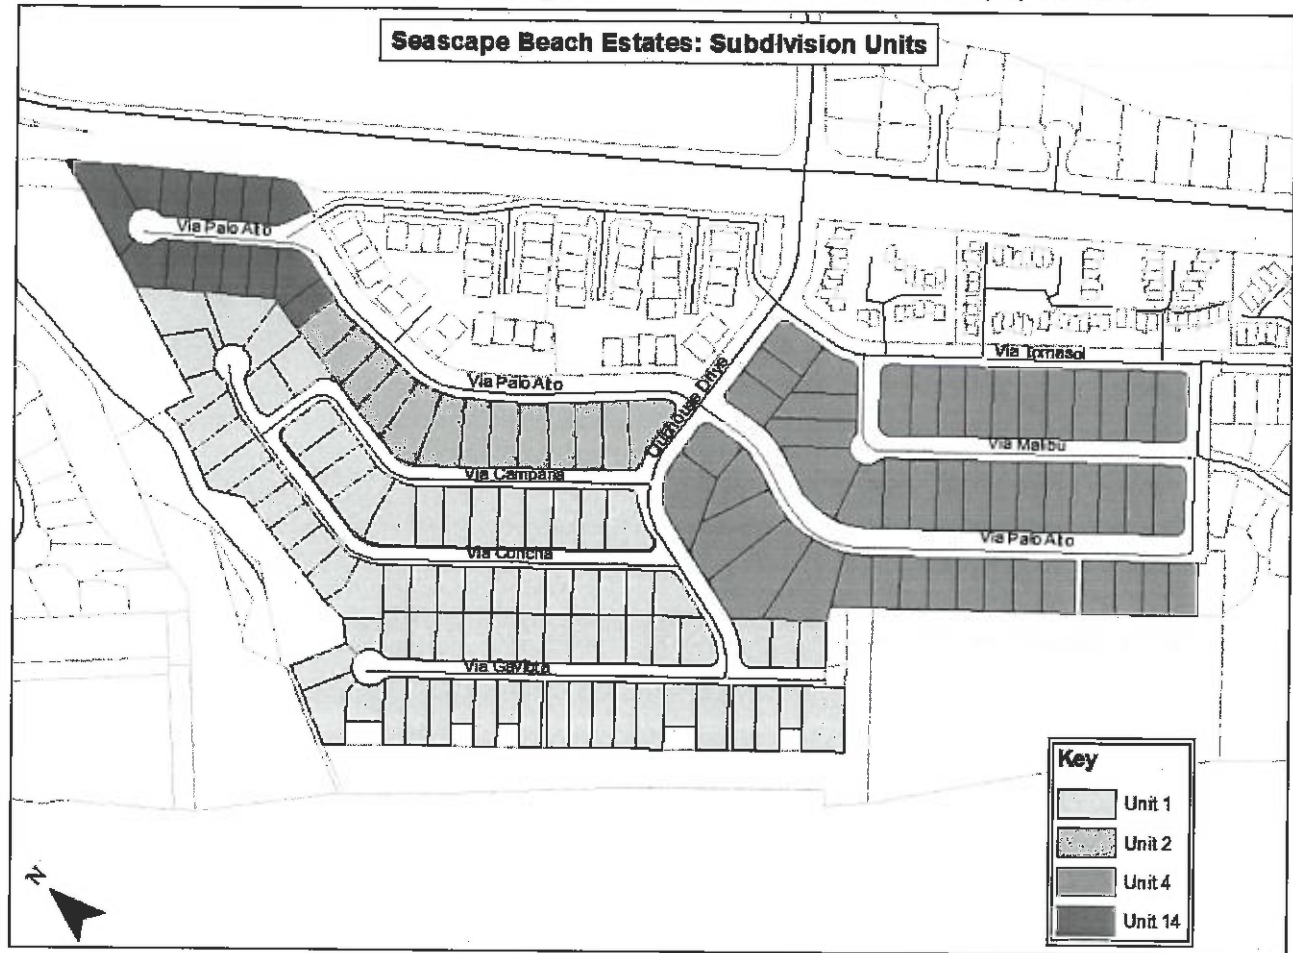 Seascape Beach Estates: Subdivision Units
Via Palo Alto
Via Tomasol
Via Palo Alto
Clubhouse Drive
Via Malibu
Via Campana
Via Palo Alto
Via Concha
Via Gaviota
Key
Unit 1
Unit 2
Unit 4
Unit 14
N